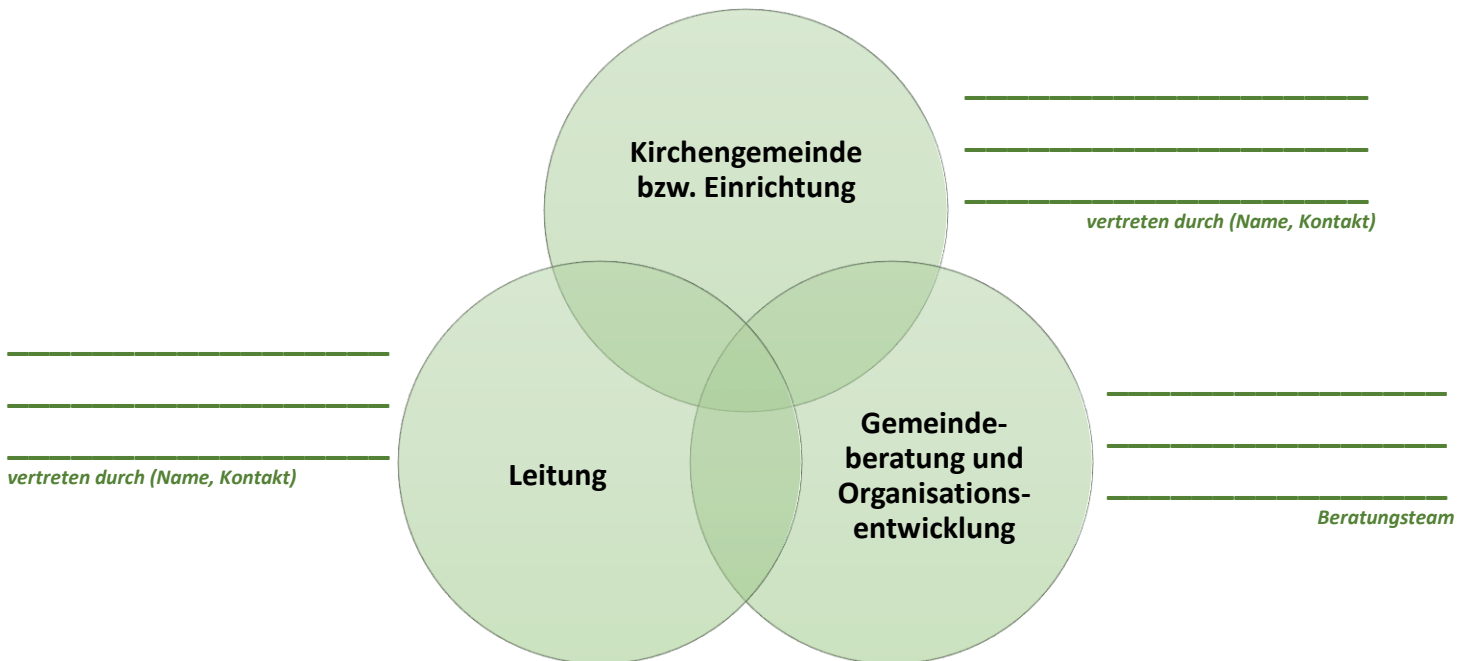 Kirchengemeinde
bzw. Einrichtung
vertreten durch (Name, Kontakt)
Leitung
vertreten durch (Name, Kontakt)
Gemeinde-
beratung und
Organisations-
entwicklung
Beratungsteam